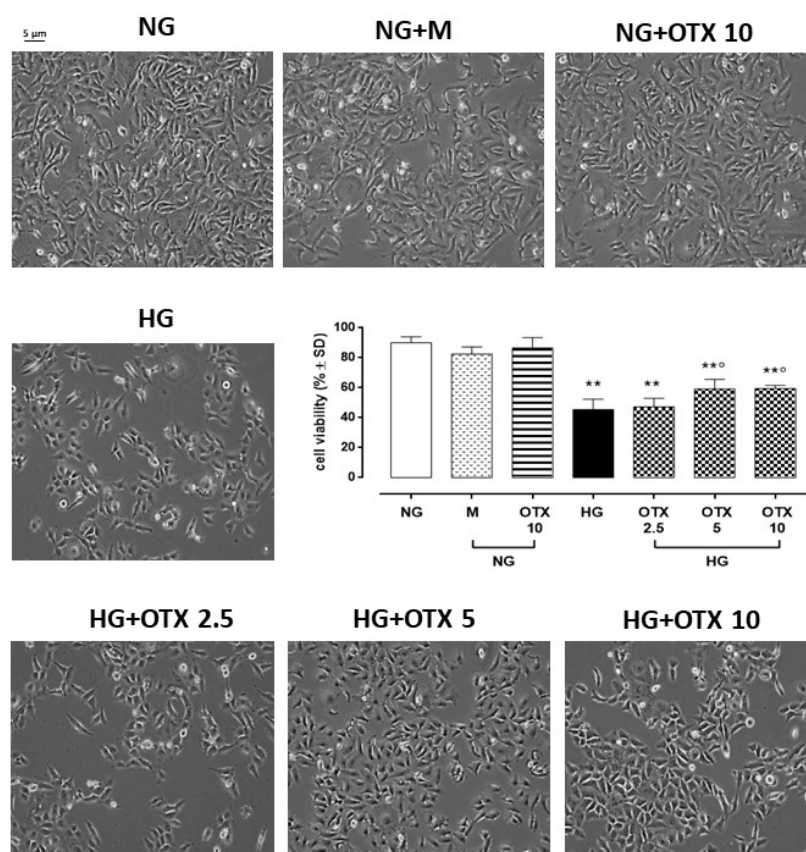 5 µm
NG
NG+M
NG+OTX 10
HG
cell viability (% ± SD)
100
80
60
40
20
0
** ** **° **°
NG M OTX HG OTX OTX OTX
10 2.5 5 10
NG HG
HG+OTX 2.5
HG+OTX 5
HG+OTX 10